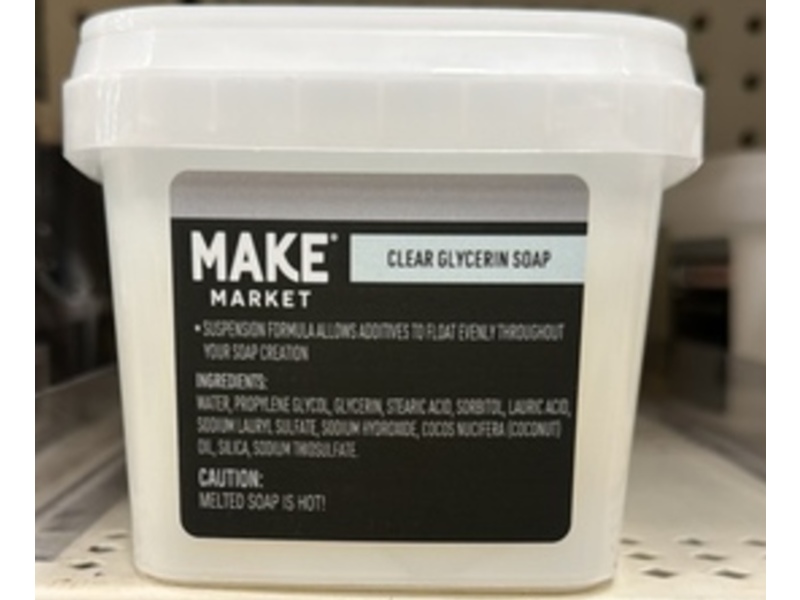 MAKE®
MARKET
CLEAR GLYCERIN SOAP
• SUSPENSION FORMULA ALLOWS ADDITIVES TO FLOAT EVENLY THROUGHOUT
YOUR SOAP CREATION
INGREDIENTS:
WATER, PROPYLENE GLYCOL, GLYCERIN, STEARIC ACID, SORBITOL, LAURIC ACID,
SODIUM LAURYL SULFATE, SODIUM HYDROXIDE, COCOS NUCIFERA (COCONUT)
OIL, SILICA, SODIUM THIOSULFATE.
CAUTION:
MELTED SOAP IS HOT!